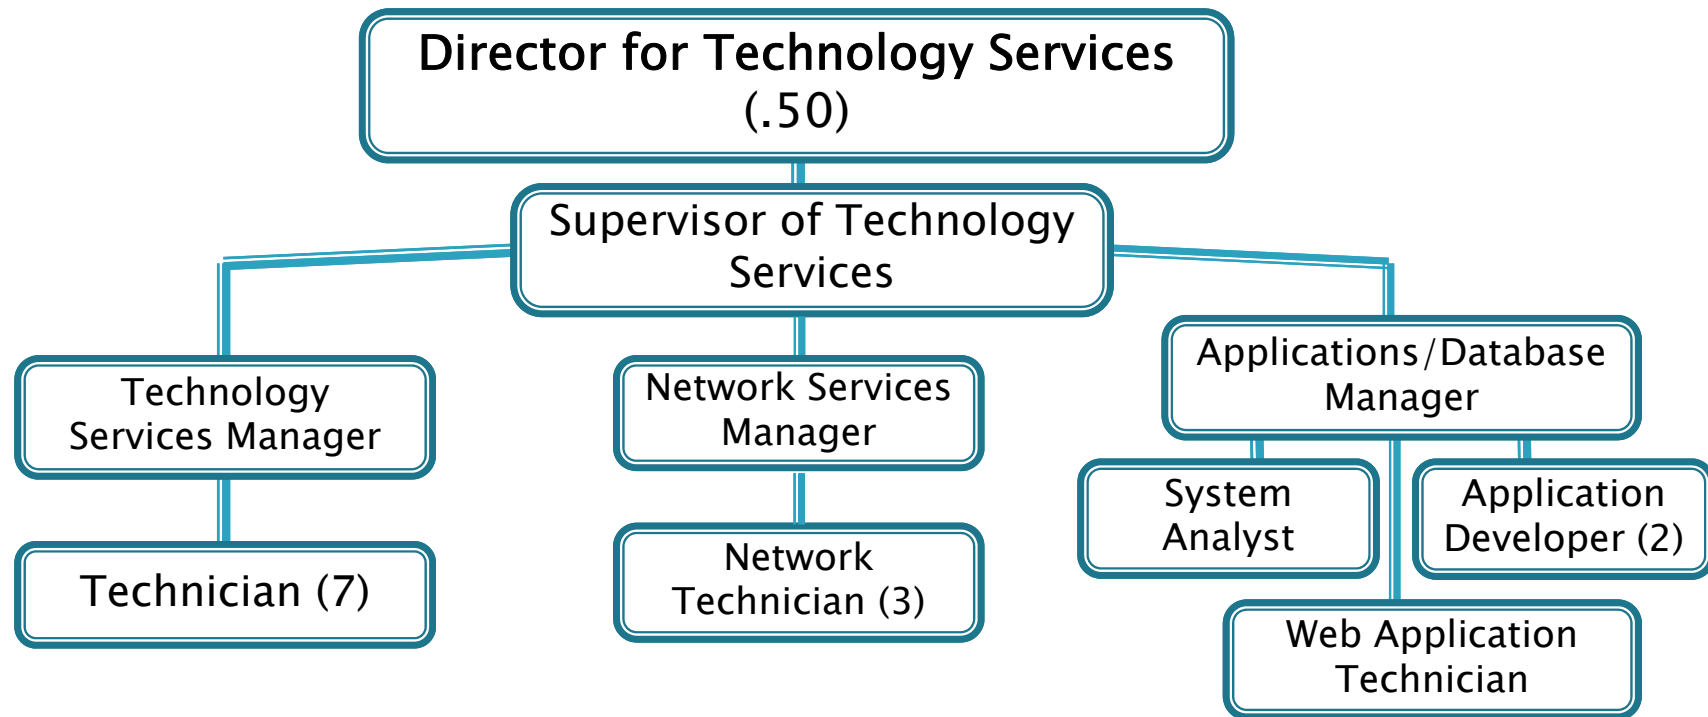 Director for Technology Services
(.50)
Supervisor of Technology
Services
Technology
Services Manager
Network Services
Manager
Applications/Database
Manager
Technician (7)
Network
Technician (3)
System
Analyst
Application
Developer (2)
Web Application
Technician